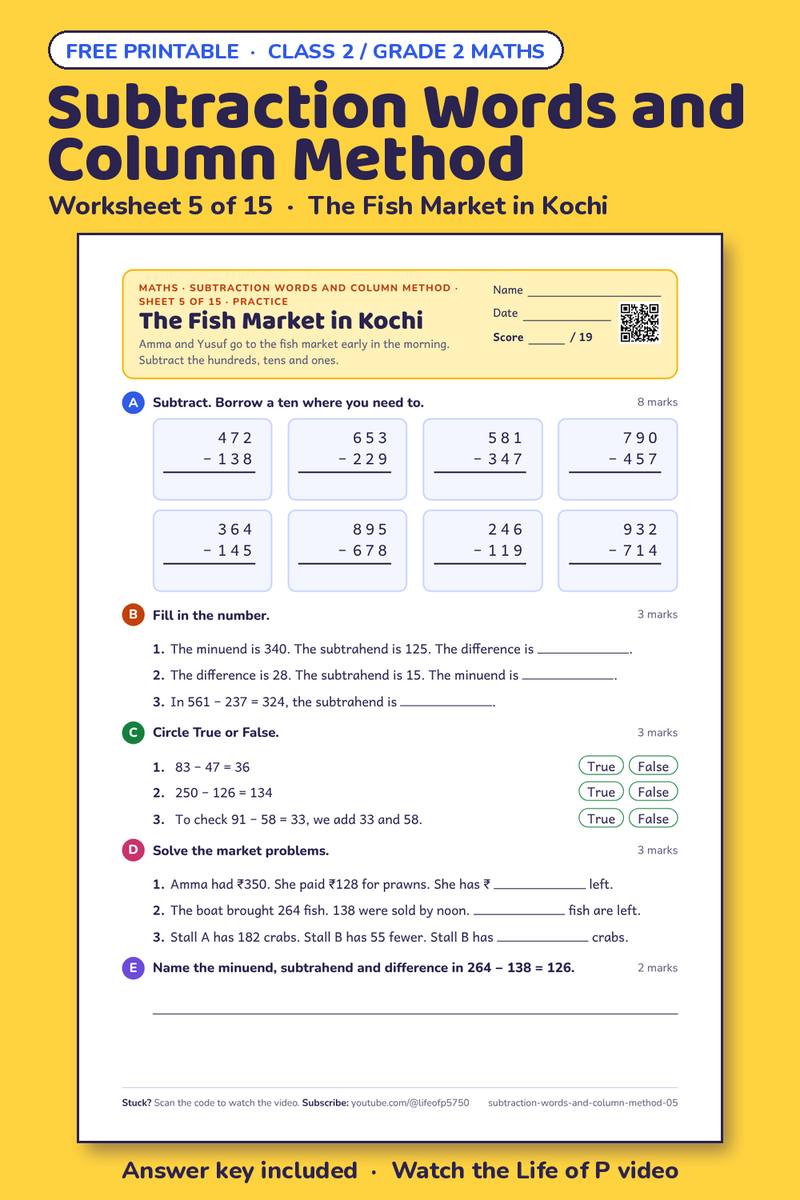 FREE PRINTABLE · CLASS 2 / GRADE 2 MATHS
Subtraction Words and
Column Method
Worksheet 5 of 15 · The Fish Market in Kochi
MATHS · SUBTRACTION WORDS AND COLUMN METHOD ·
SHEET 5 OF 15 · PRACTICE
The Fish Market in Kochi
Amma and Yusuf go to the fish market early in the morning.
Subtract the hundreds, tens and ones.
Name ________
Date ________
Score ____ / 19
A Subtract. Borrow a ten where you need to. 8 marks
472 653 581 790
− 138 − 229 − 347 − 457
364 895 246 932
− 145 − 678 − 119 − 714
B Fill in the number. 3 marks
1. The minuend is 340. The subtrahend is 125. The difference is ________.
2. The difference is 28. The subtrahend is 15. The minuend is ________.
3. In 561 − 237 = 324, the subtrahend is ________.
C Circle True or False. 3 marks
1. 83 − 47 = 36 True False
2. 250 − 126 = 134 True False
3. To check 91 − 58 = 33, we add 33 and 58. True False
D Solve the market problems. 3 marks
1. Amma had ₹350. She paid ₹128 for prawns. She has ₹ ________ left.
2. The boat brought 264 fish. 138 were sold by noon. ________ fish are left.
3. Stall A has 182 crabs. Stall B has 55 fewer. Stall B has ________ crabs.
E Name the minuend, subtrahend and difference in 264 − 138 = 126. 2 marks
Stuck? Scan the code to watch the video. Subscribe: youtube.com/@lifeofp5750 subtraction-words-and-column-method-05
Answer key included · Watch the Life of P video